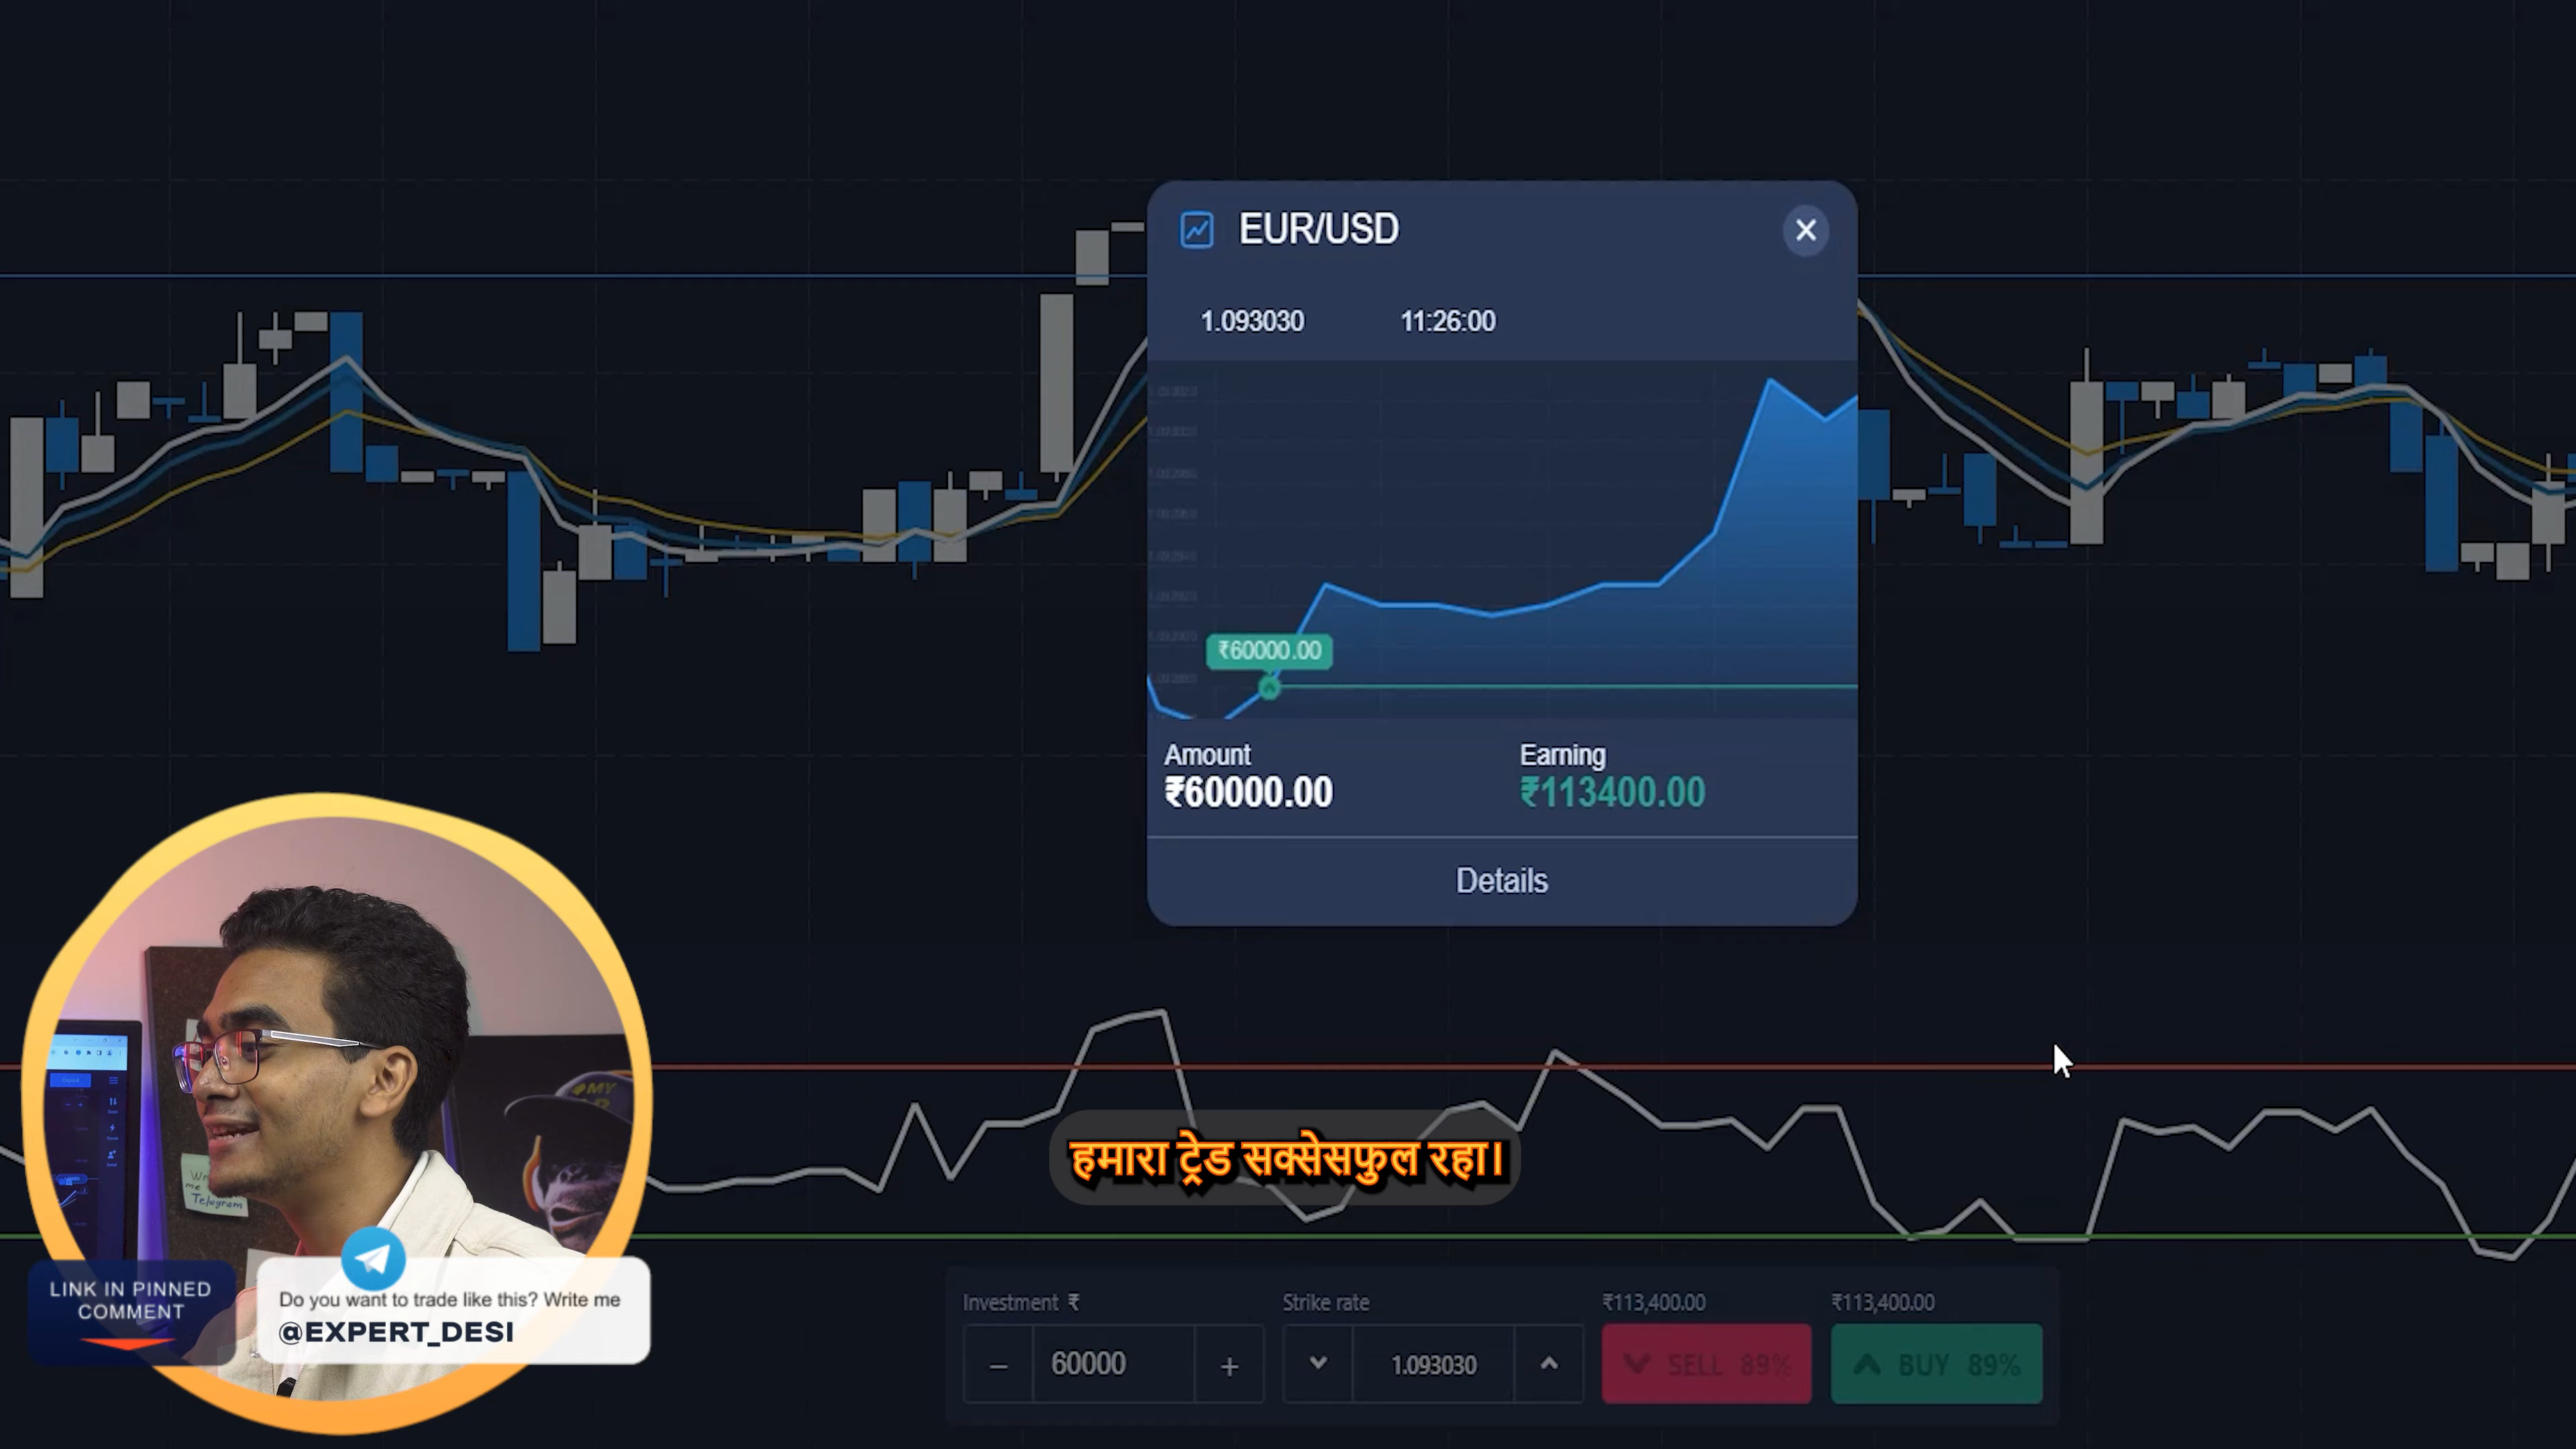 EUR/USD
1.093030 11:26:00
₹60000.00
Amount Earning
₹60000.00 ₹113400.00
Details
MY
Telegram
हमारा ट्रेड सक्सेसफुल रहा।
LINK IN PINNED
COMMENT
Do you want to trade like this? Write me
@EXPERT_DESI
Investment ₹ Strike rate ₹113,400.00 ₹113,400.00
60000 1.093030 SELL 89% BUY 89%